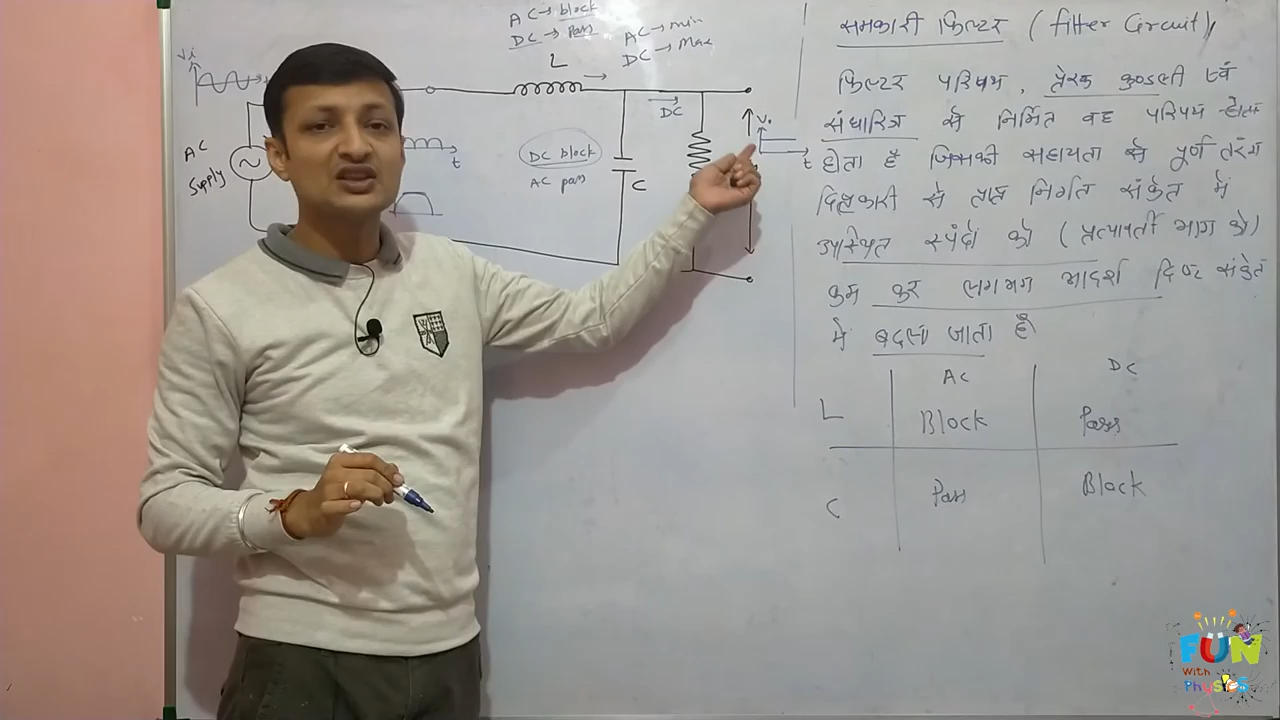 AC → block
DC → pass
AC → min
DC → Max
L
Vi
AC
Supply
t
DC block
AC pass
C
DC
Vo
t
समकारी फिल्टर ( filter Circuit )
फिल्टर परिपथ , प्रेरक कुण्डली एवं
संधारित्र से निर्मित वह परिपथ होता
होता है जिसकी सहायता से पूर्ण तरंग
दिष्टकारी से प्राप्त निर्गत संकेत में
उपस्थित स्पंदो को ( प्रत्यावर्ती भाग को )
कम कर लगभग आदर्श दिष्ट संकेत
में बदला जाता है
AC DC
L Block Pass
C Pass Block
FUN
With
Physics